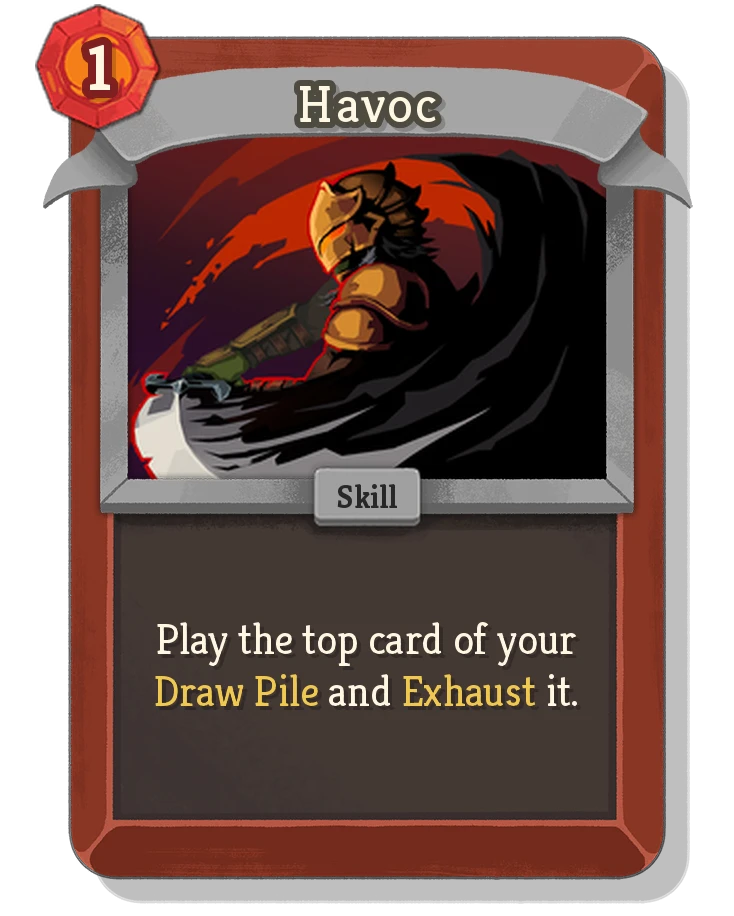 1
Havoc
Skill
Play the top card of your
Draw Pile and Exhaust it.